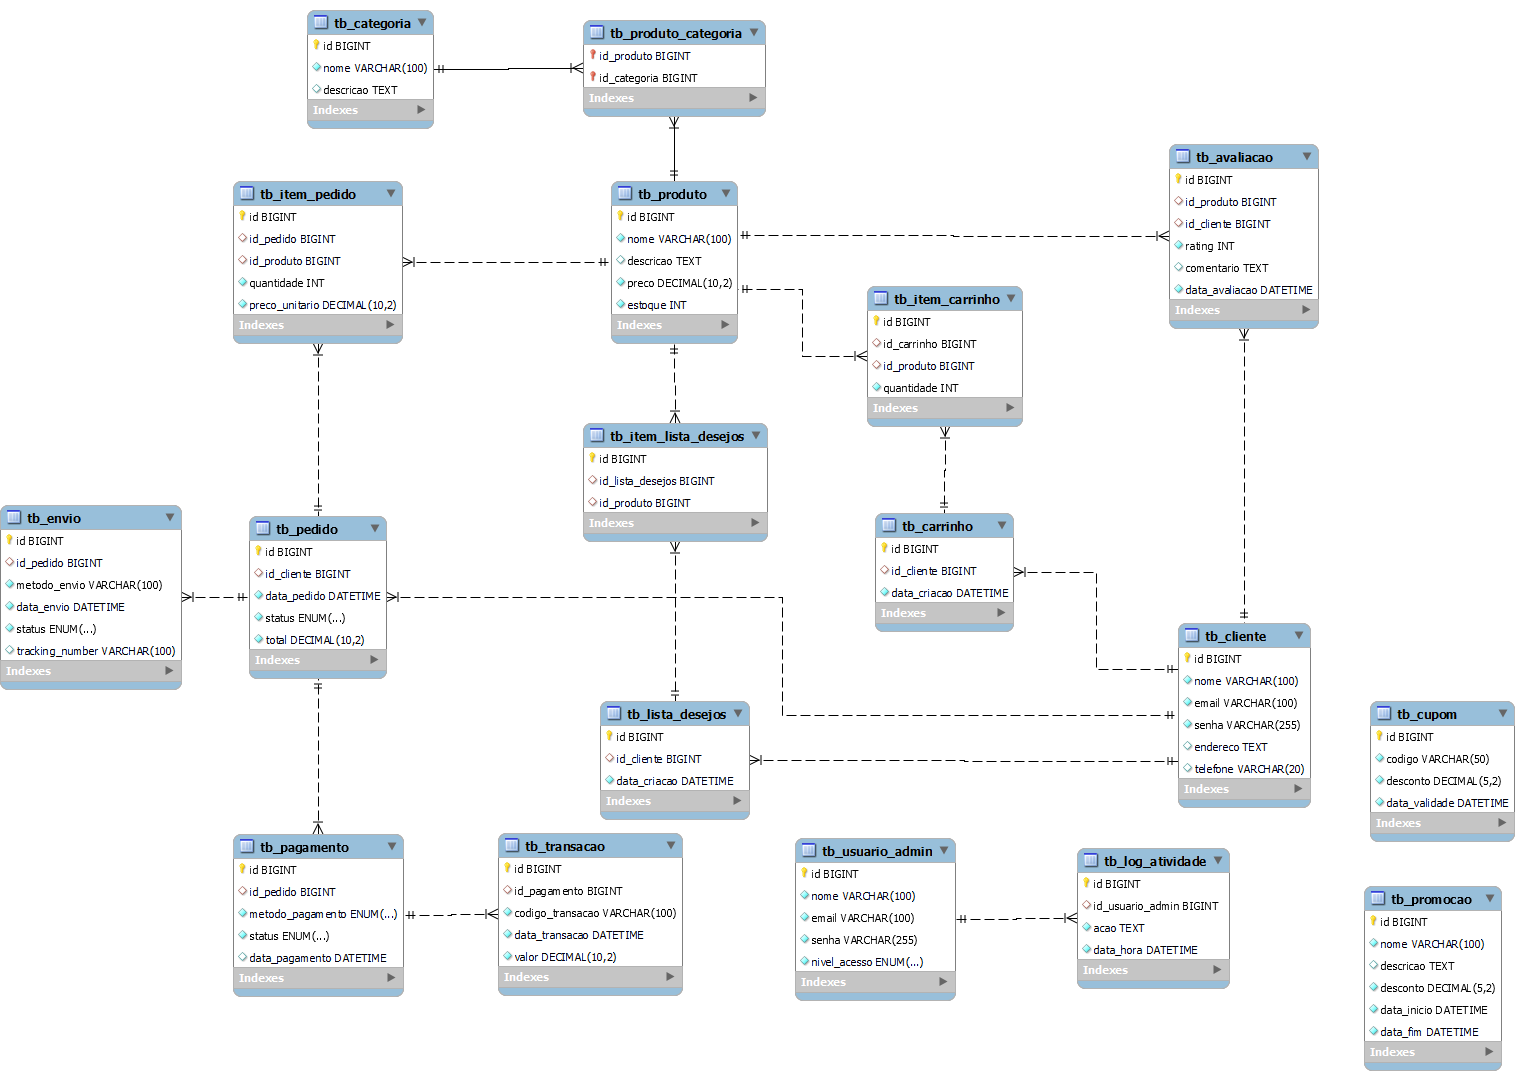 tb_categoria
id BIGINT
nome VARCHAR(100)
descricao TEXT
Indexes
tb_produto_categoria
id_produto BIGINT
id_categoria BIGINT
Indexes
tb_avaliacao
id BIGINT
id_produto BIGINT
id_cliente BIGINT
rating INT
comentario TEXT
data_avaliacao DATETIME
Indexes
tb_item_pedido
id BIGINT
id_pedido BIGINT
id_produto BIGINT
quantidade INT
preco_unitario DECIMAL(10,2)
Indexes
tb_produto
id BIGINT
nome VARCHAR(100)
descricao TEXT
preco DECIMAL(10,2)
estoque INT
Indexes
tb_item_carrinho
id BIGINT
id_carrinho BIGINT
id_produto BIGINT
quantidade INT
Indexes
tb_item_lista_desejos
id BIGINT
id_lista_desejos BIGINT
id_produto BIGINT
Indexes
tb_envio
id BIGINT
id_pedido BIGINT
metodo_envio VARCHAR(100)
data_envio DATETIME
status ENUM(...)
tracking_number VARCHAR(100)
Indexes
tb_pedido
id BIGINT
id_cliente BIGINT
data_pedido DATETIME
status ENUM(...)
total DECIMAL(10,2)
Indexes
tb_carrinho
id BIGINT
id_cliente BIGINT
data_criacao DATETIME
Indexes
tb_cliente
id BIGINT
nome VARCHAR(100)
email VARCHAR(100)
senha VARCHAR(255)
endereco TEXT
telefone VARCHAR(20)
Indexes
tb_lista_desejos
id BIGINT
id_cliente BIGINT
data_criacao DATETIME
Indexes
tb_cupom
id BIGINT
codigo VARCHAR(50)
desconto DECIMAL(5,2)
data_validade DATETIME
Indexes
tb_pagamento
id BIGINT
id_pedido BIGINT
metodo_pagamento ENUM(...)
status ENUM(...)
data_pagamento DATETIME
Indexes
tb_transacao
id BIGINT
id_pagamento BIGINT
codigo_transacao VARCHAR(100)
data_transacao DATETIME
valor DECIMAL(10,2)
Indexes
tb_usuario_admin
id BIGINT
nome VARCHAR(100)
email VARCHAR(100)
senha VARCHAR(255)
nivel_acesso ENUM(...)
Indexes
tb_log_atividade
id BIGINT
id_usuario_admin BIGINT
acao TEXT
data_hora DATETIME
Indexes
tb_promocao
id BIGINT
nome VARCHAR(100)
descricao TEXT
desconto DECIMAL(5,2)
data_inicio DATETIME
data_fim DATETIME
Indexes